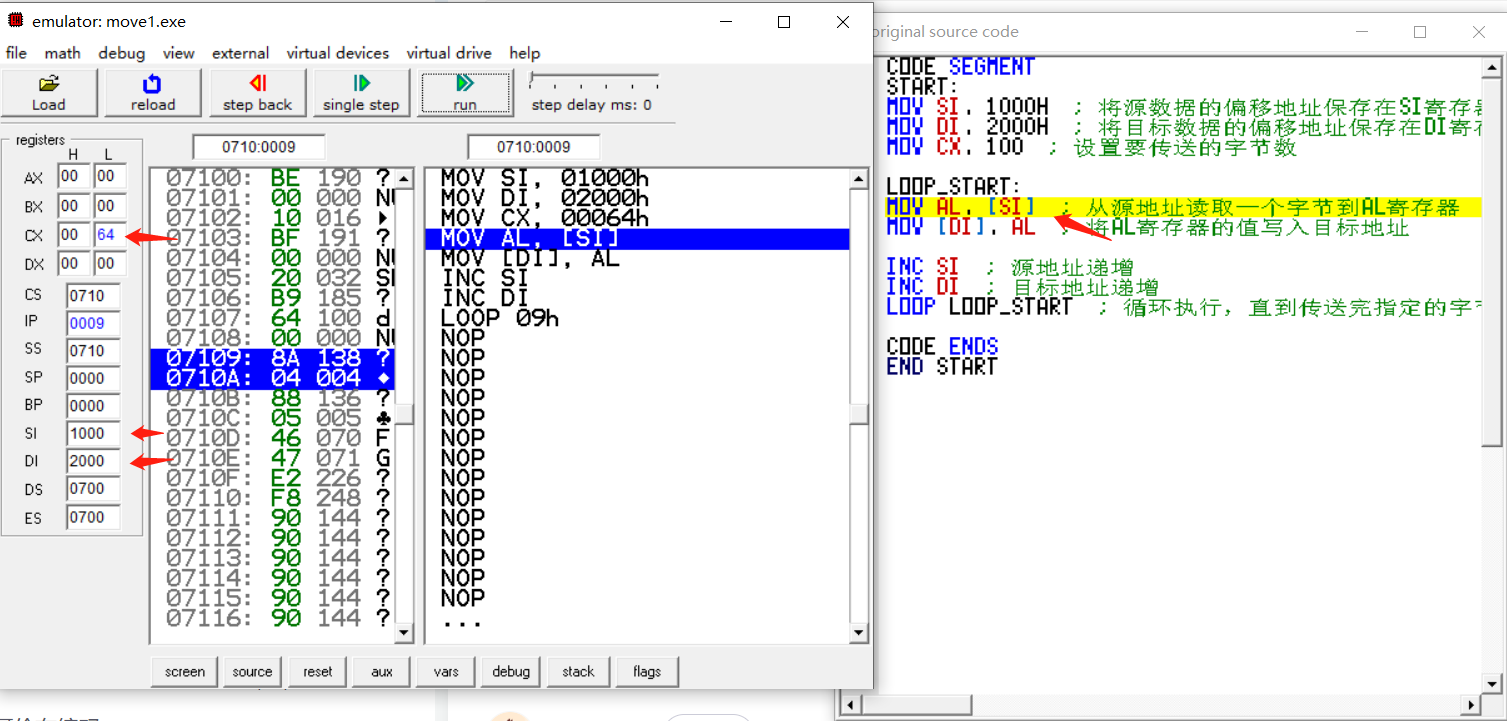 emulator: move1.exe
file math debug view external virtual devices virtual drive help
Load reload step back single step run step delay ms: 0
registers
H L
0710:0009 0710:0009
AX 00 00
BX 00 00
CX 00 64
DX 00 00
CS 0710
IP 0009
SS 0710
SP 0000
BP 0000
SI 1000
DI 2000
DS 0700
ES 0700
07100: BE 190 ?
07101: 00 000 NU
07102: 10 016
07103: BF 191 ?
07104: 00 000 NU
07105: 20 032 SI
07106: B9 185 ?
07107: 64 100 d
07108: 00 000 NU
07109: 8A 138 ?
0710A: 04 004 ♦
0710B: 88 136 ?
0710C: 05 005 ♣
0710D: 46 070 F
0710E: 47 071 G
0710F: E2 226 ?
07110: F8 248 ?
07111: 90 144 ?
07112: 90 144 ?
07113: 90 144 ?
07114: 90 144 ?
07115: 90 144 ?
07116: 90 144 ?
MOV SI, 01000h
MOV DI, 02000h
MOV CX, 00064h
MOV AL, [SI]
MOV [DI], AL
INC SI
INC DI
LOOP 09h
NOP
NOP
NOP
NOP
NOP
NOP
NOP
NOP
NOP
NOP
NOP
NOP
NOP
NOP
...
screen source reset aux vars debug stack flags
original source code
CODE SEGMENT
START:
MOV SI, 1000H ; 将源数据的偏移地址保存在SI寄存器
MOV DI, 2000H ; 将目标数据的偏移地址保存在DI寄存
MOV CX, 100 ; 设置要传送的字节数
LOOP_START:
MOV AL, [SI] ; 从源地址读取一个字节到AL寄存器
MOV [DI], AL ; 将AL寄存器的值写入目标地址
INC SI ; 源地址递增
INC DI ; 目标地址递增
LOOP LOOP_START ; 循环执行，直到传送完指定的字节
CODE ENDS
END START